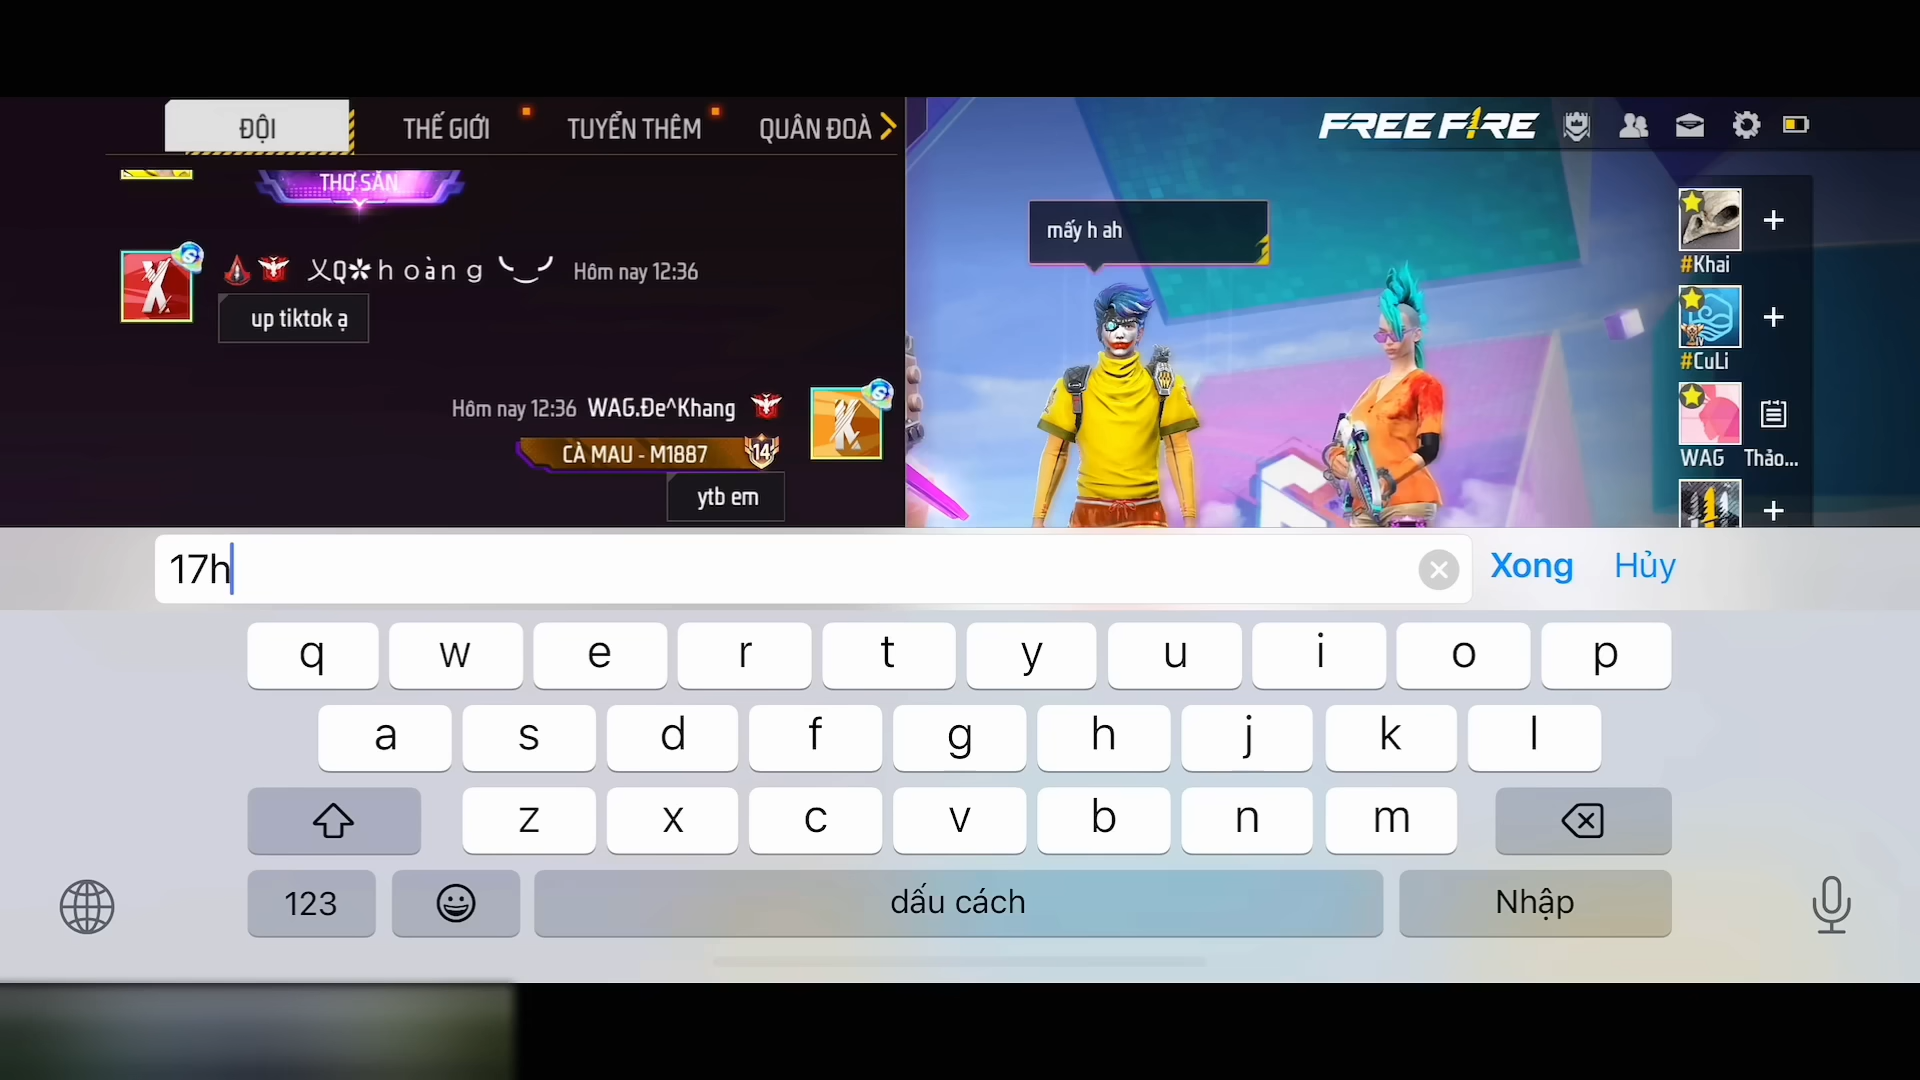 ĐỘI
THẾ GIỚI
TUYỂN THÊM
QUÂN ĐOÀ
FREE FIRE
THỢ SĂN
乂Q✲h o à n g ︶ Hôm nay 12:36
up tiktok ạ
Hôm nay 12:36 WAG.Đe^Khang
CÀ MAU - M1887 14
ytb em
mấy h ah
#Khai
#CuLi
WAG Thảo...
17h
Xong Hủy
q w e r t y u i o p
a s d f g h j k l
z x c v b n m
123 dấu cách Nhập